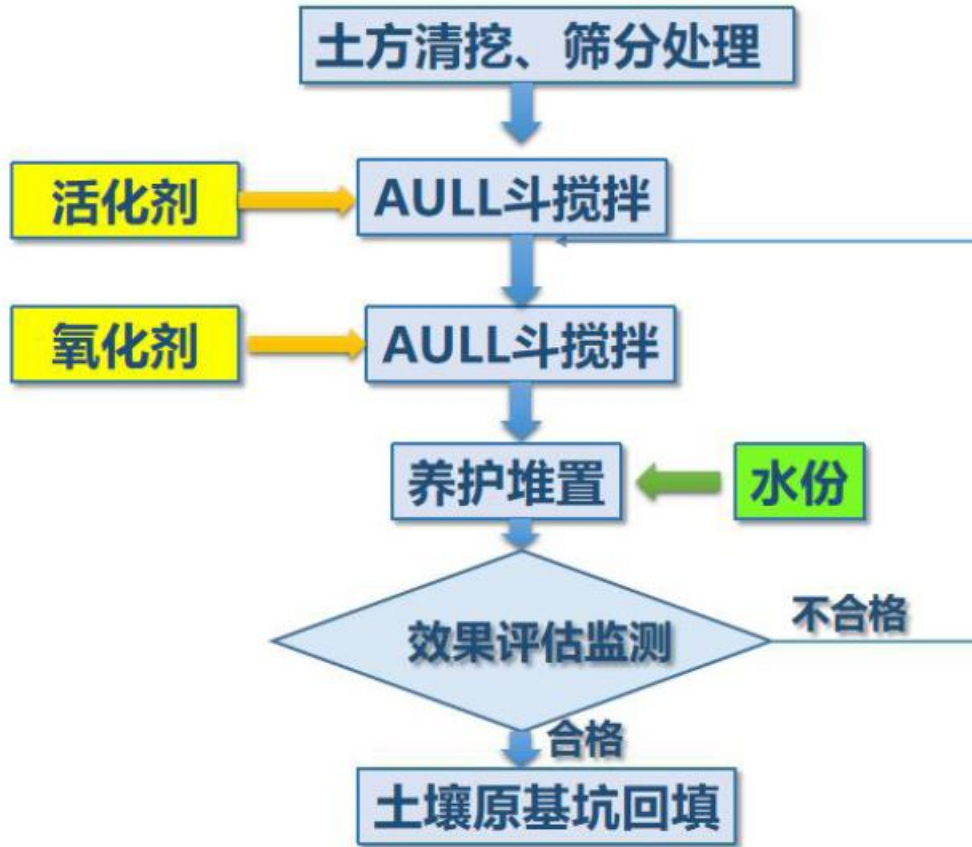 土方清挖、筛分处理
活化剂
AULL斗搅拌
氧化剂
AULL斗搅拌
养护堆置
水份
不合格
效果评估监测
合格
土壤原基坑回填